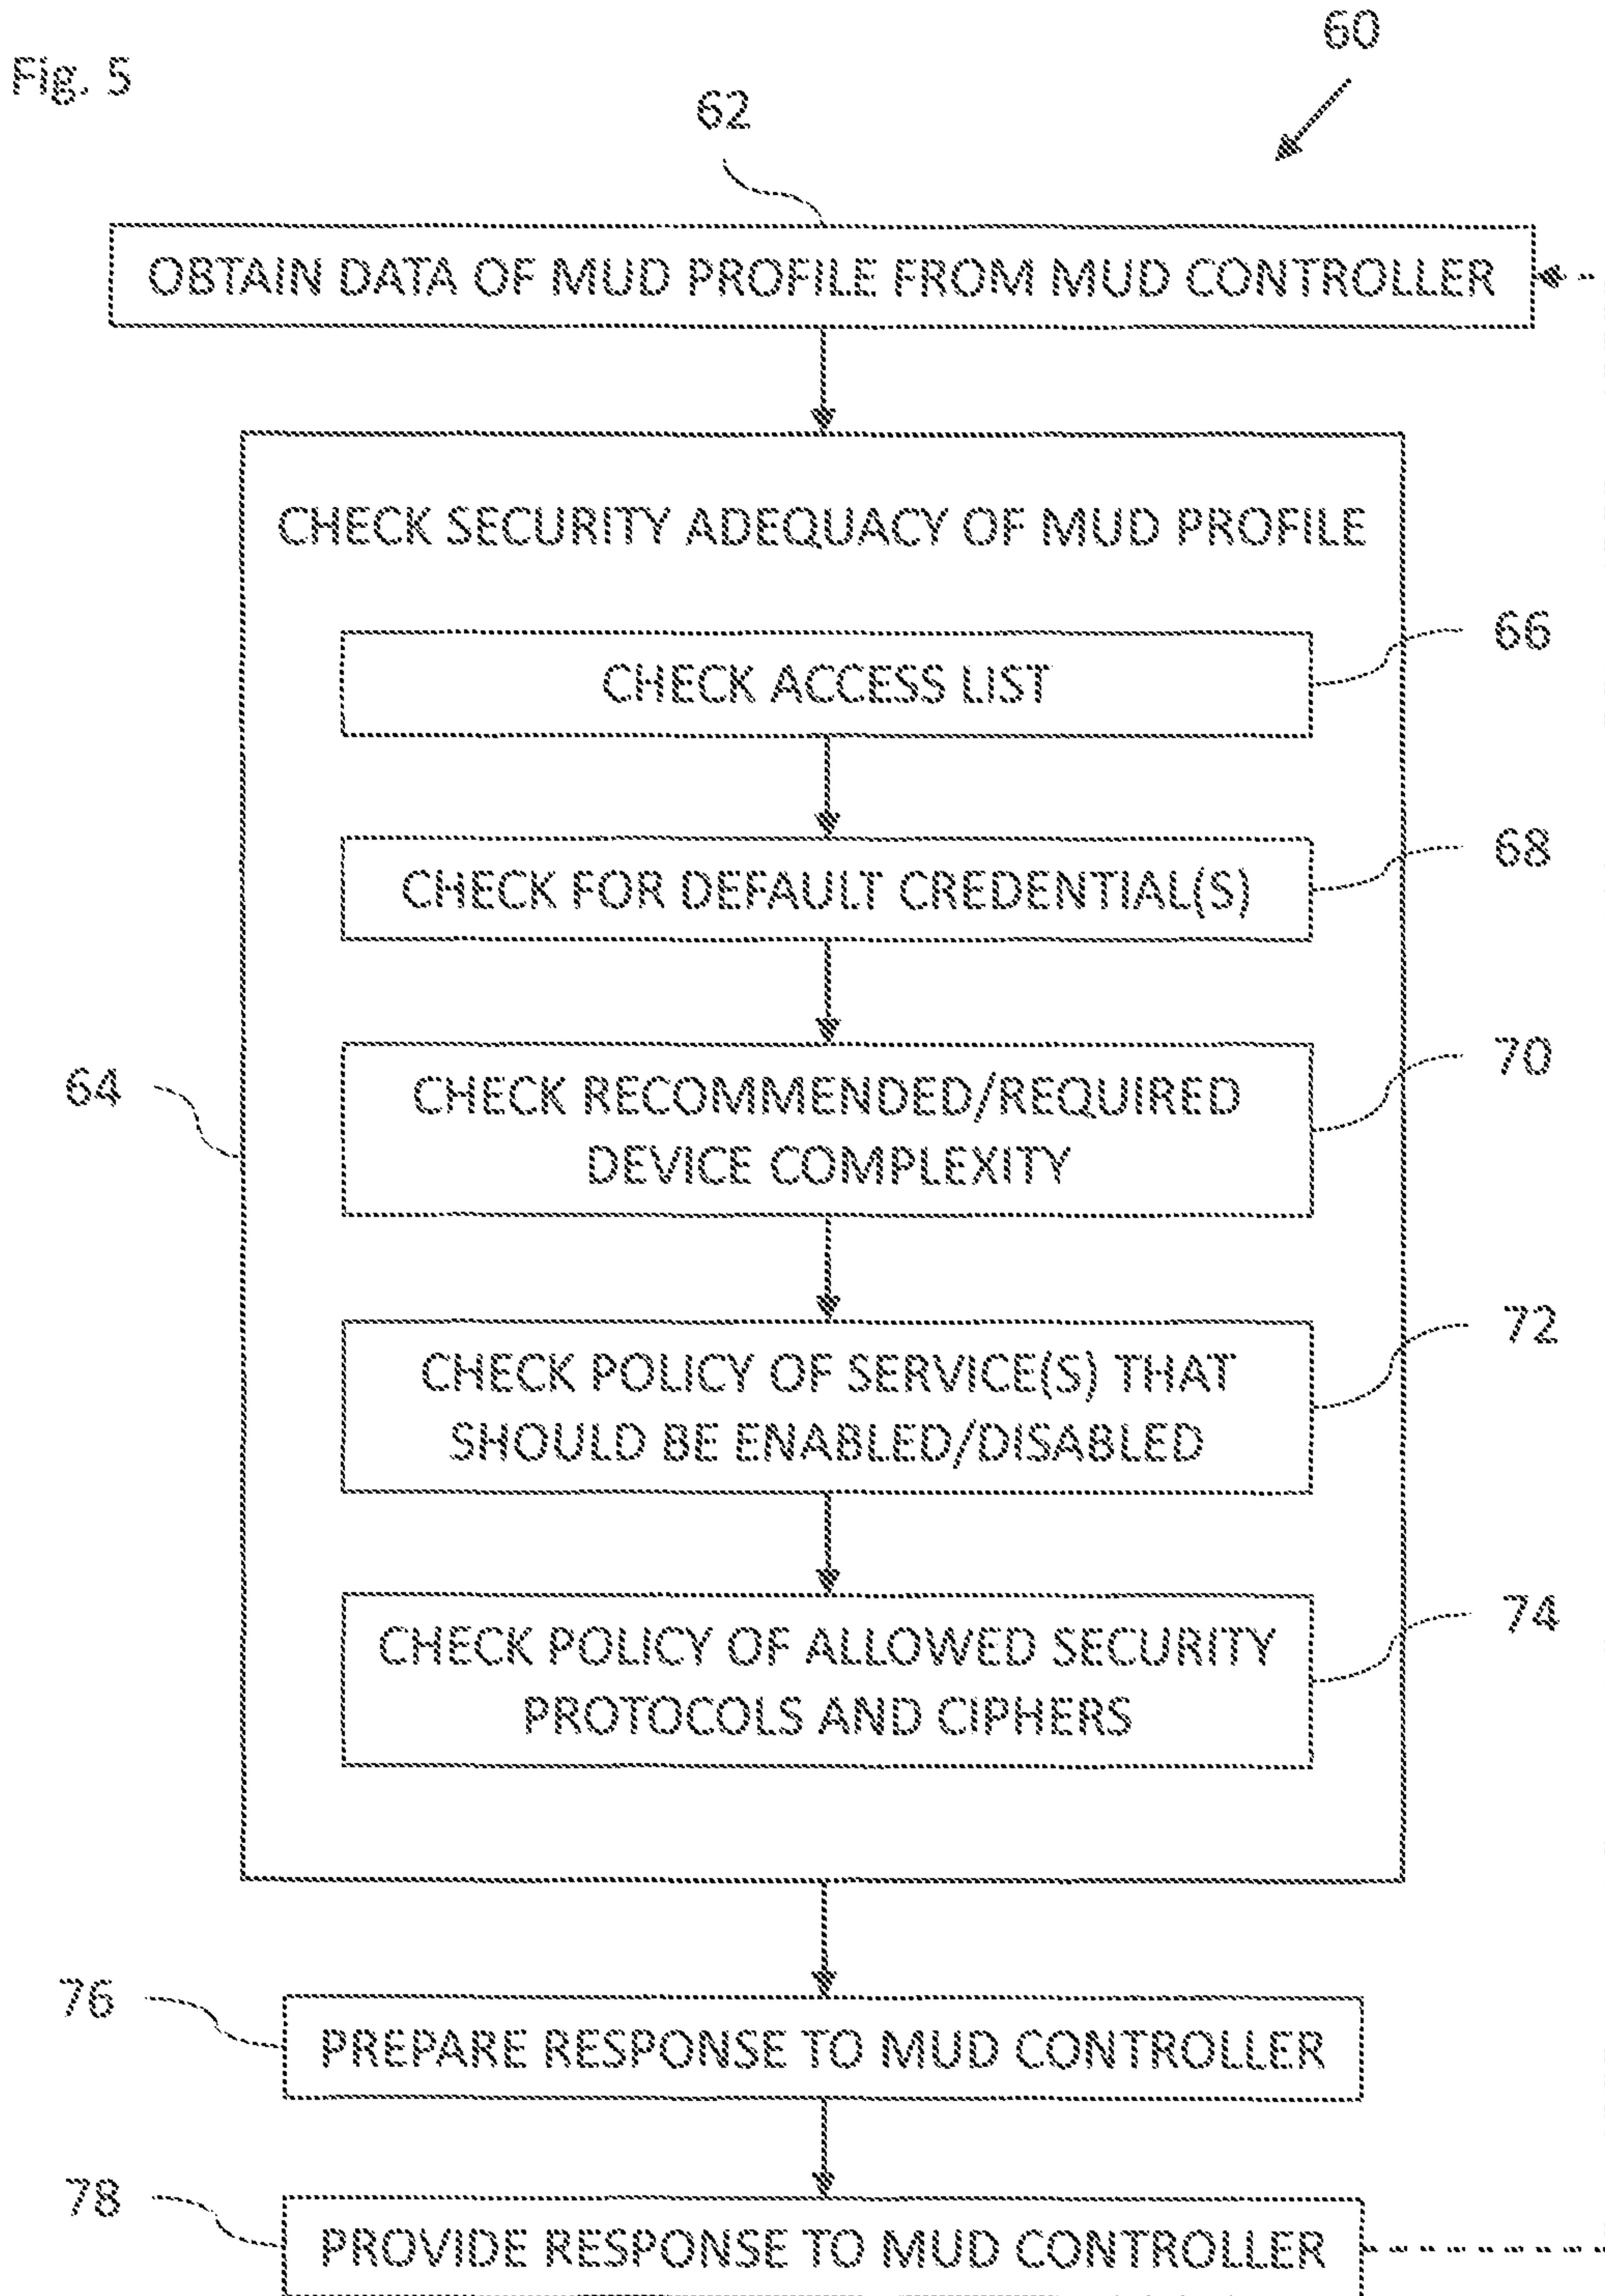 Fig. 5
60
62
OBTAIN DATA OF MUD PROFILE FROM MUD CONTROLLER
CHECK SECURITY ADEQUACY OF MUD PROFILE
66
CHECK ACCESS LIST
68
CHECK FOR DEFAULT CREDENTIAL(S)
64
70
CHECK RECOMMENDED/REQUIRED
DEVICE COMPLEXITY
72
CHECK POLICY OF SERVICE(S) THAT
SHOULD BE ENABLED/DISABLED
74
CHECK POLICY OF ALLOWED SECURITY
PROTOCOLS AND CIPHERS
76
PREPARE RESPONSE TO MUD CONTROLLER
78
PROVIDE RESPONSE TO MUD CONTROLLER